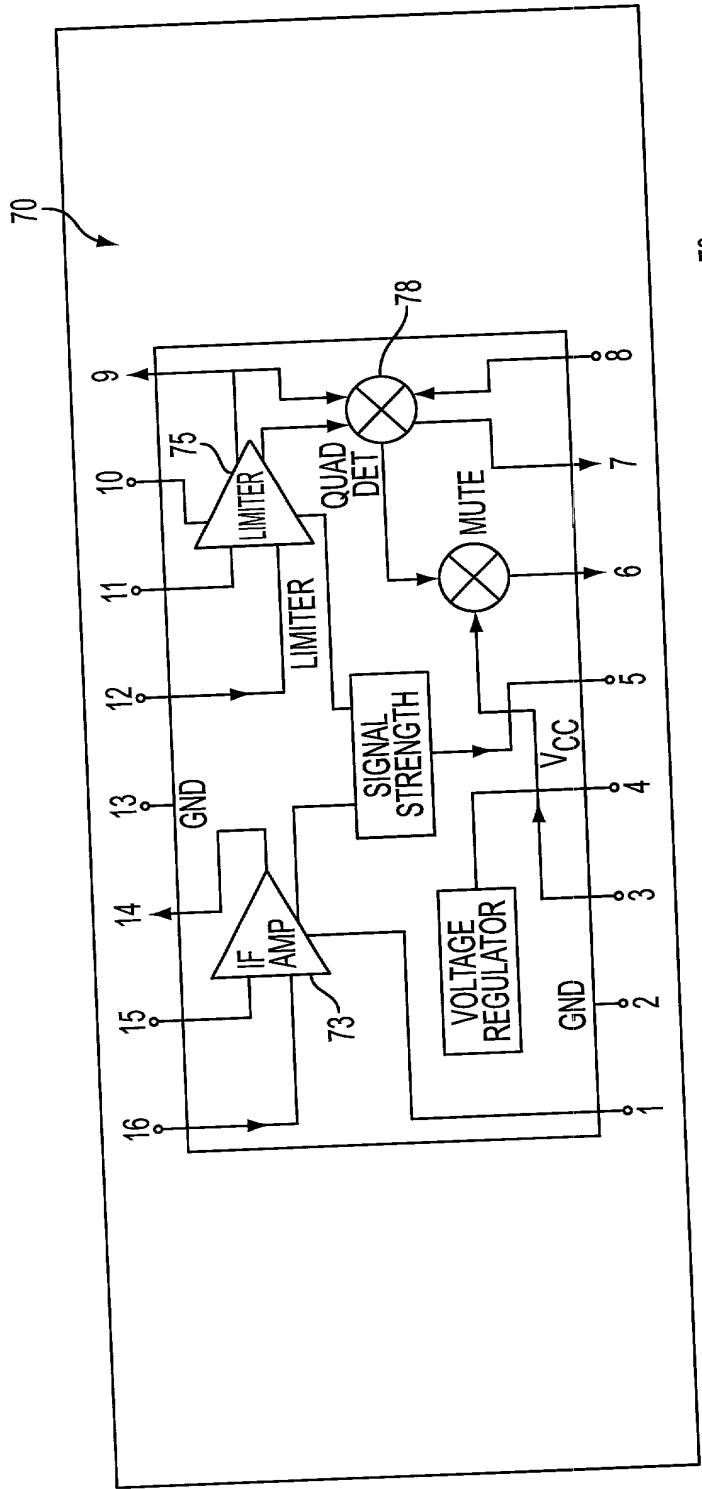 70
16
15
14
13
12
11
10
9
GND
IF
AMP
73
LIMITER
75
LIMITER
QUAD
DET
78
SIGNAL
STRENGTH
MUTE
VOLTAGE
REGULATOR
GND
VCC
1
2
3
4
5
6
7
8